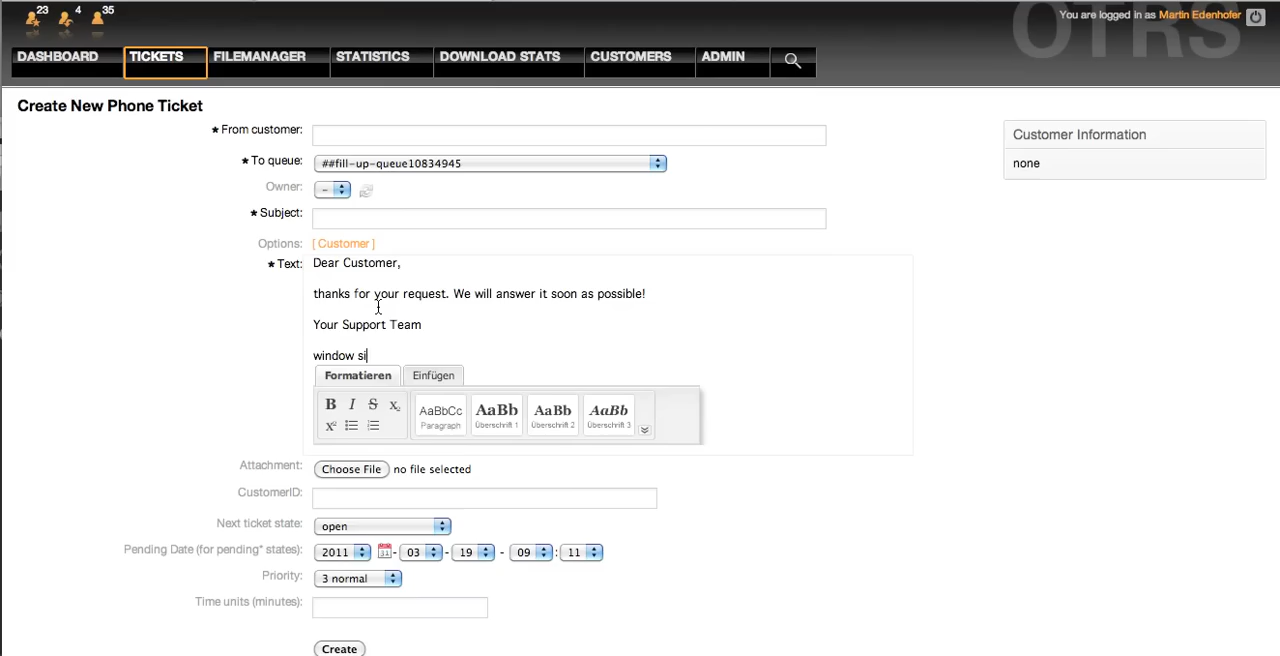 23 4 35
You are logged in as Martin Edenhofer
OTRS
DASHBOARD TICKETS FILEMANAGER STATISTICS DOWNLOAD STATS CUSTOMERS ADMIN
Create New Phone Ticket
★ From customer:
Customer Information
none
★ To queue: ##fill-up-queue10834945
Owner: -
★ Subject:
Options: [ Customer ]
★ Text: Dear Customer,
thanks for your request. We will answer it soon as possible!
Your Support Team
window si
Formatieren Einfügen
B I S X₂ AaBbCc AaBb AaBb AaBb
X² Paragraph Überschrift 1 Überschrift 2 Überschrift 3
Attachment: Choose File no file selected
CustomerID:
Next ticket state: open
Pending Date (for pending* states): 2011 - 03 - 19 - 09 : 11
Priority: 3 normal
Time units (minutes):
Create